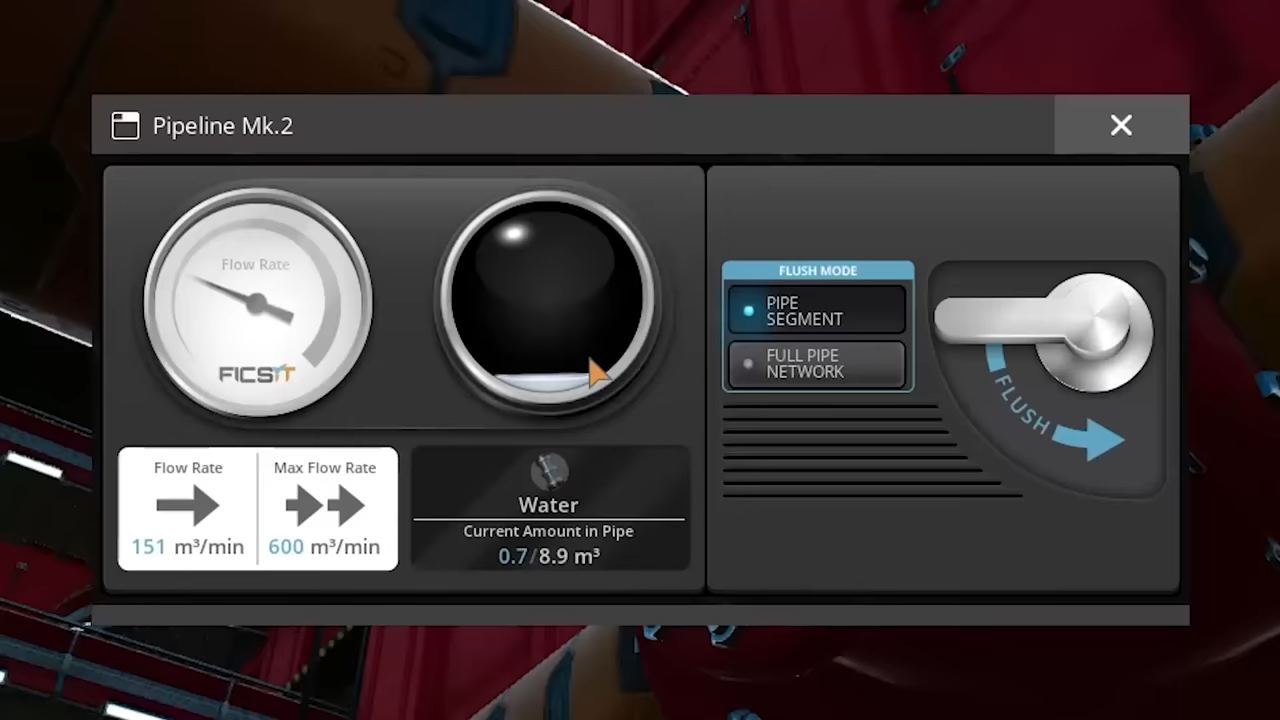 Pipeline Mk.2
Flow Rate
FICSIT
Flow Rate
Max Flow Rate
151 m³/min
600 m³/min
Water
Current Amount in Pipe
0.7/8.9 m³
FLUSH MODE
PIPE
SEGMENT
FULL PIPE
NETWORK
FLUSH